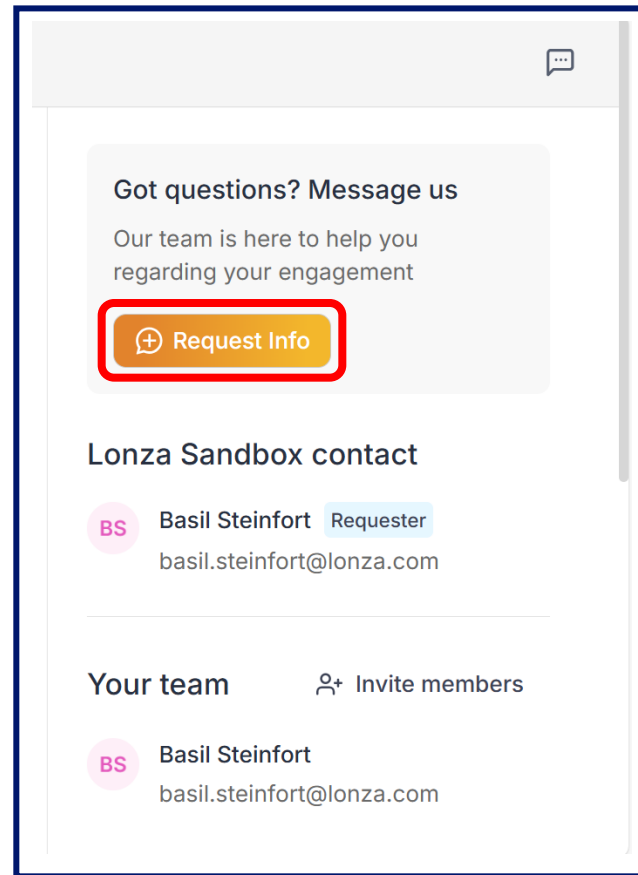 Got questions? Message us
Our team is here to help you
regarding your engagement
Request Info
Lonza Sandbox contact
BS
Basil Steinfort Requester
basil.steinfort@lonza.com
Your team Invite members
BS
Basil Steinfort
basil.steinfort@lonza.com